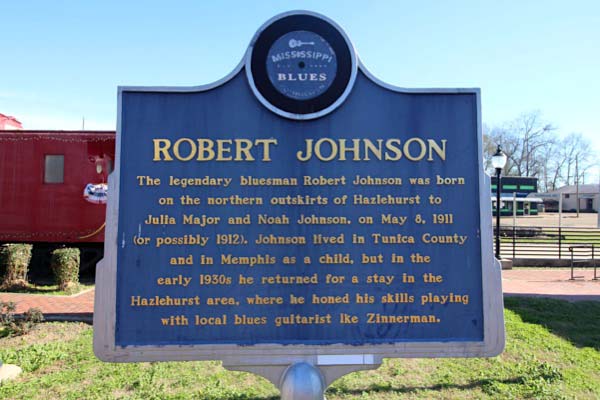 MISSISSIPPI
BLUES
ROBERT JOHNSON
The legendary bluesman Robert Johnson was born
on the northern outskirts of Hazlehurst to
Julia Major and Noah Johnson, on May 8, 1911
(or possibly 1912). Johnson lived in Tunica County
and in Memphis as a child, but in the
early 1930s he returned for a stay in the
Hazlehurst area, where he honed his skills playing
with local blues guitarist Ike Zinnerman.